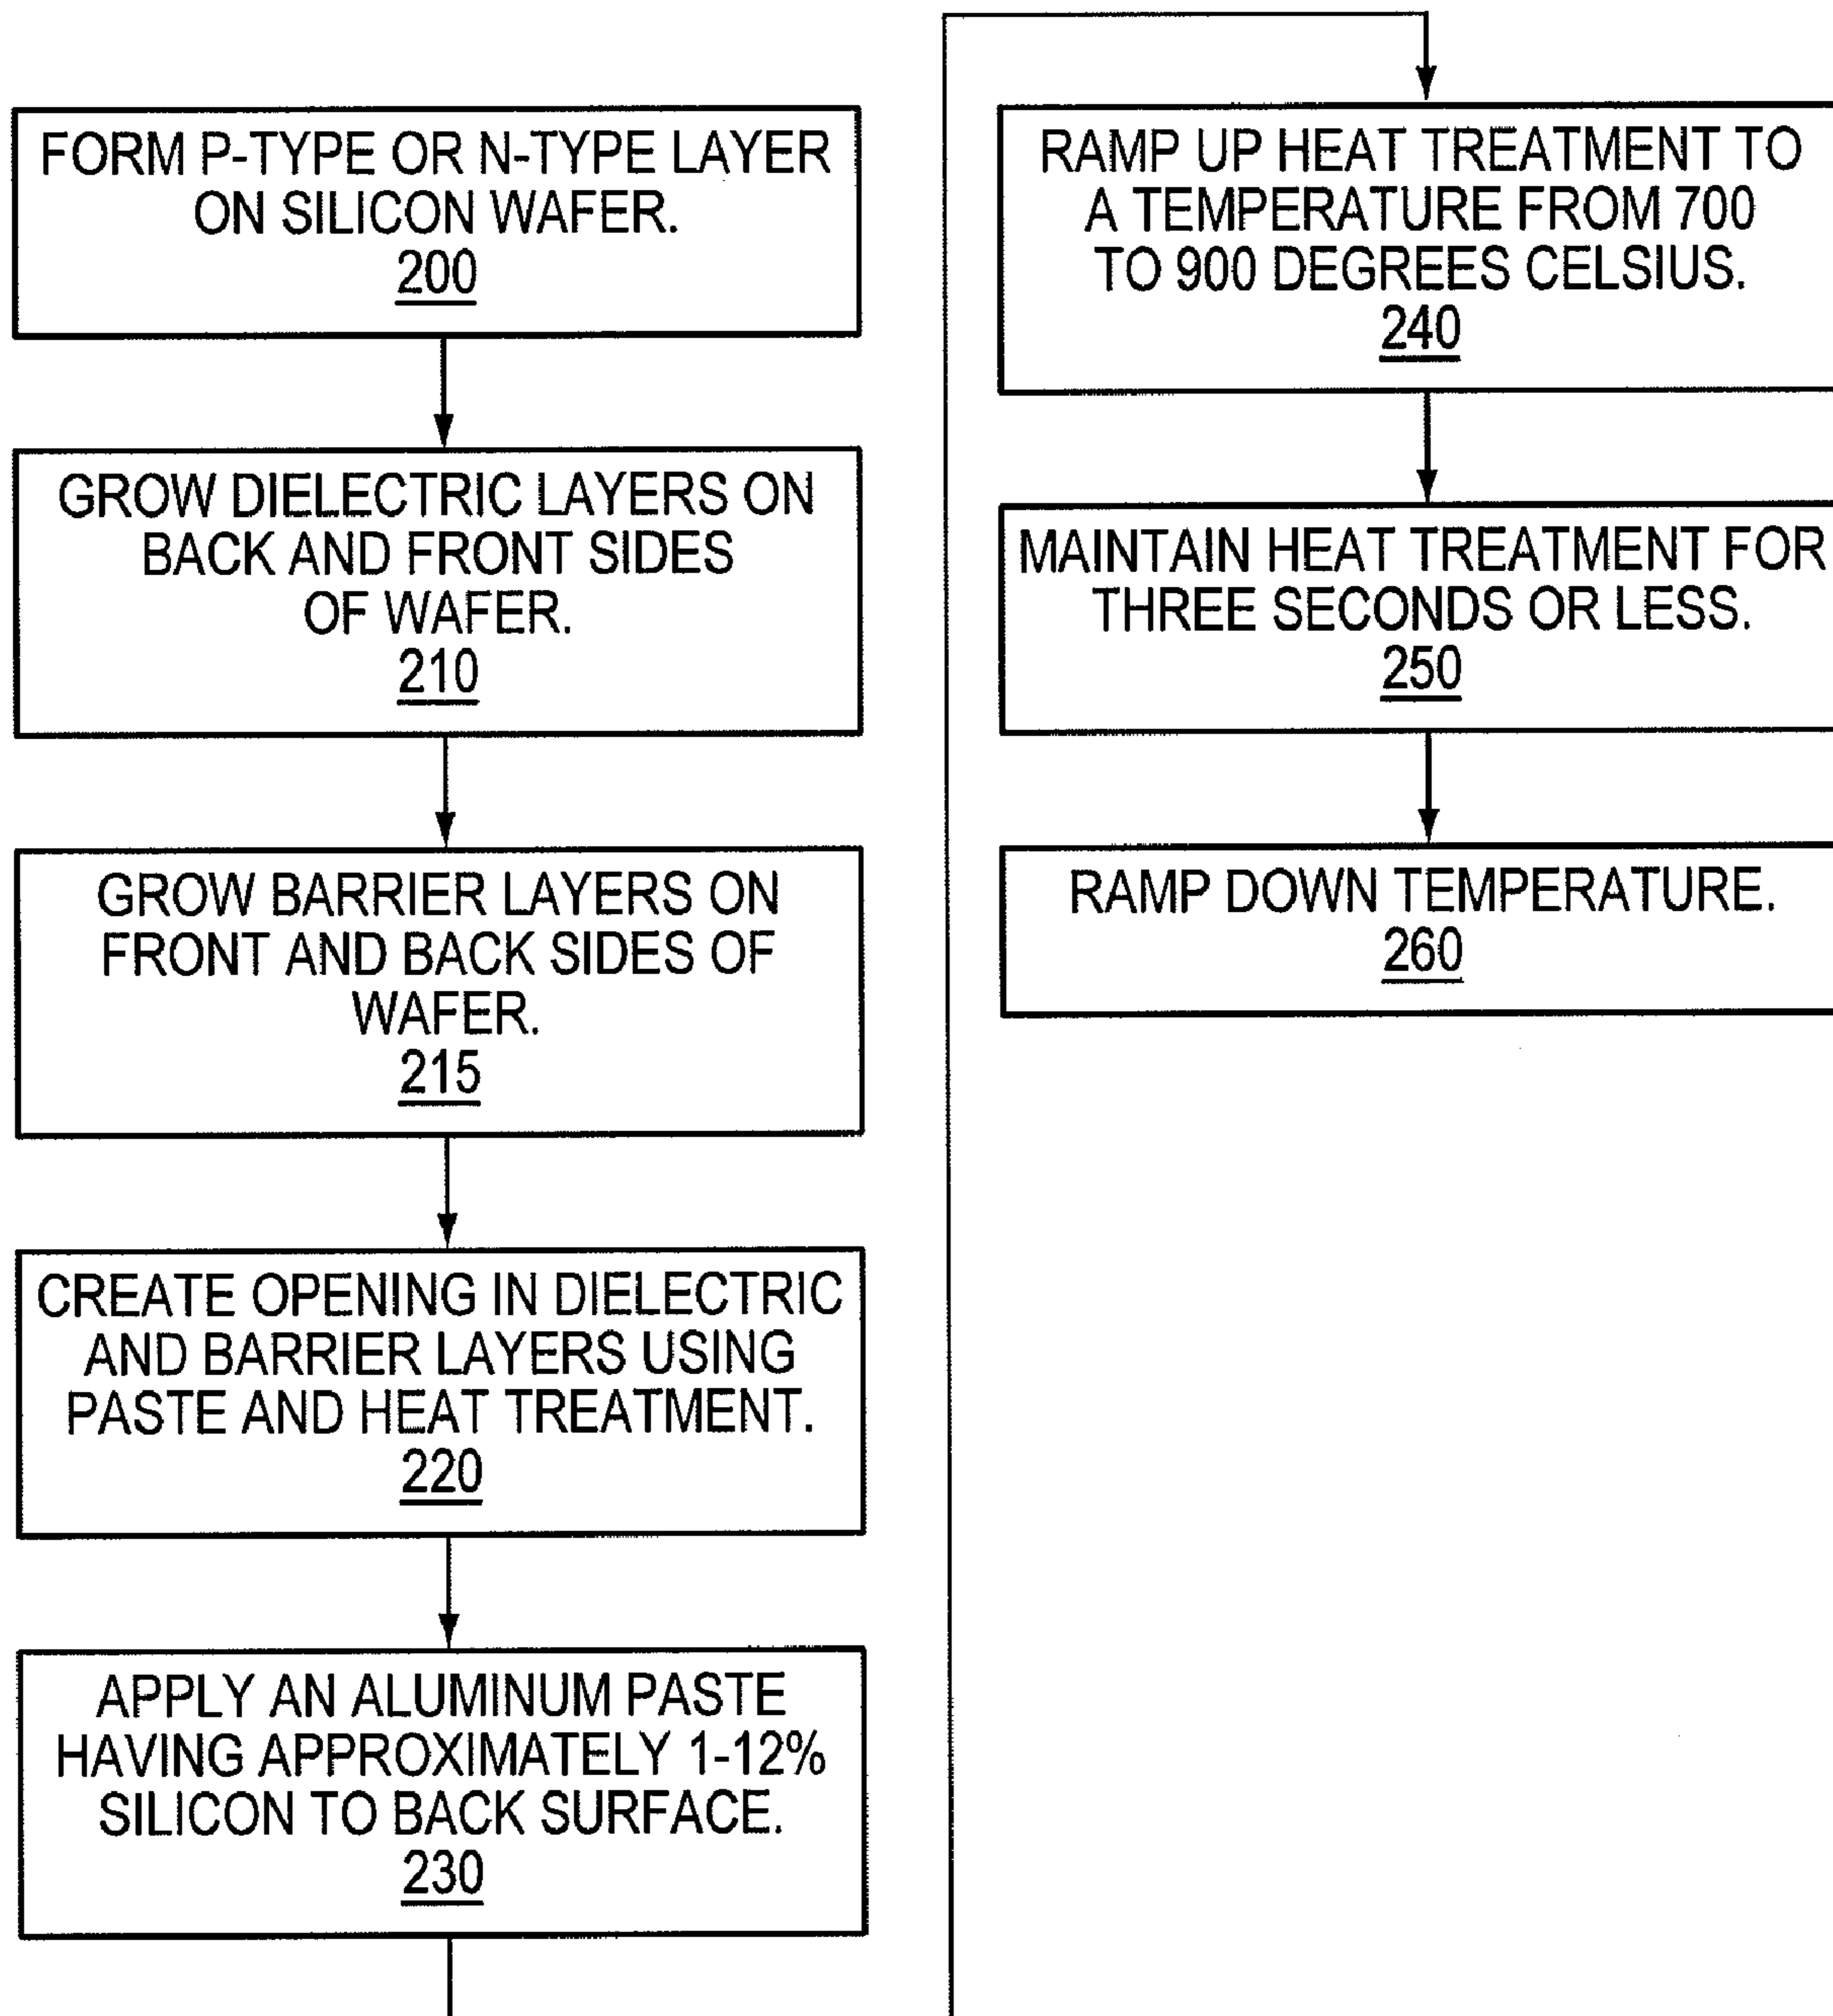 FORM P-TYPE OR N-TYPE LAYER
ON SILICON WAFER.
200
GROW DIELECTRIC LAYERS ON
BACK AND FRONT SIDES
OF WAFER.
210
GROW BARRIER LAYERS ON
FRONT AND BACK SIDES OF
WAFER.
215
CREATE OPENING IN DIELECTRIC
AND BARRIER LAYERS USING
PASTE AND HEAT TREATMENT.
220
APPLY AN ALUMINUM PASTE
HAVING APPROXIMATELY 1-12%
SILICON TO BACK SURFACE.
230
RAMP UP HEAT TREATMENT TO
A TEMPERATURE FROM 700
TO 900 DEGREES CELSIUS.
240
MAINTAIN HEAT TREATMENT FOR
THREE SECONDS OR LESS.
250
RAMP DOWN TEMPERATURE.
260